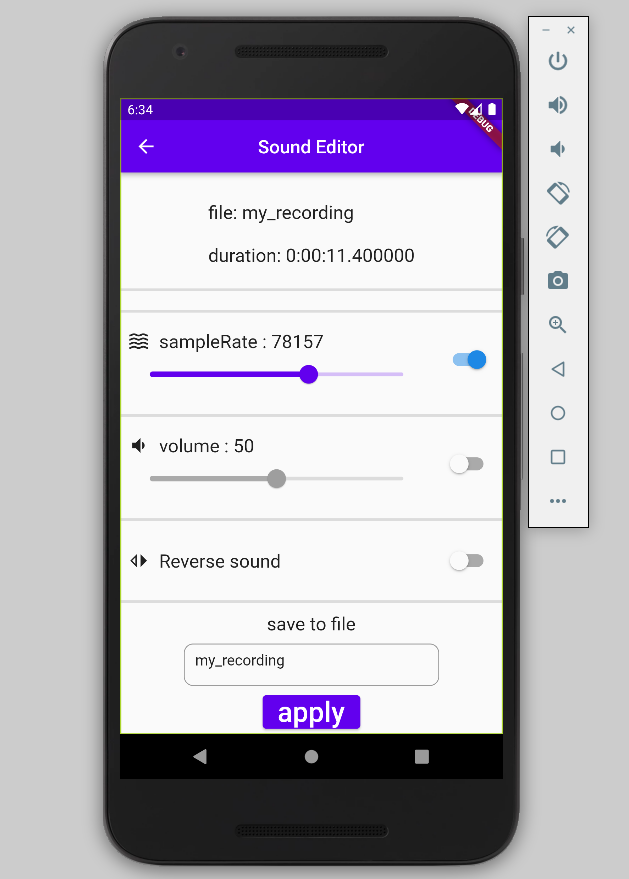 6:34
DEBUG
Sound Editor
file: my_recording
duration: 0:00:11.400000
sampleRate : 78157
volume : 50
Reverse sound
save to file
my_recording
apply